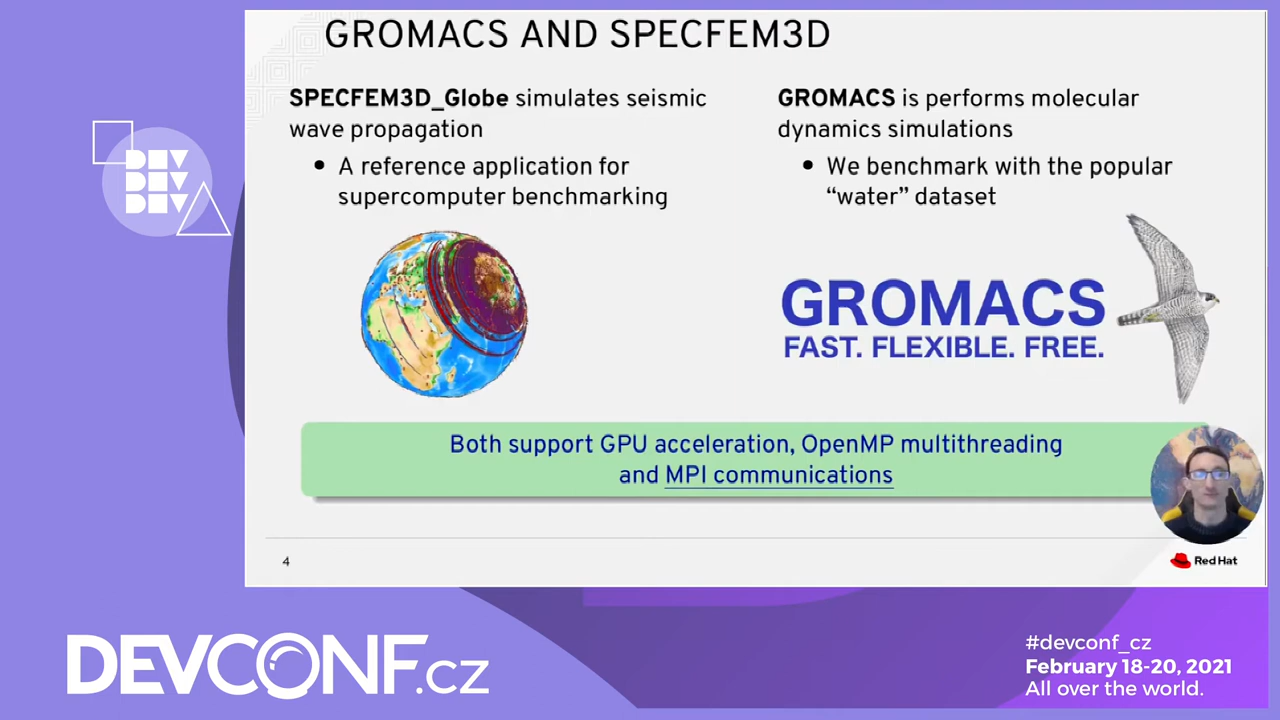 GROMACS AND SPECFEM3D
SPECFEM3D_Globe simulates seismic
wave propagation
• A reference application for
supercomputer benchmarking
GROMACS is performs molecular
dynamics simulations
• We benchmark with the popular
“water” dataset
GROMACS
FAST. FLEXIBLE. FREE.
Both support GPU acceleration, OpenMP multithreading
and MPI communications
4
Red Hat
DEV
DEV
DEV
DEVCONF.cz
#devconf_cz
February 18-20, 2021
All over the world.